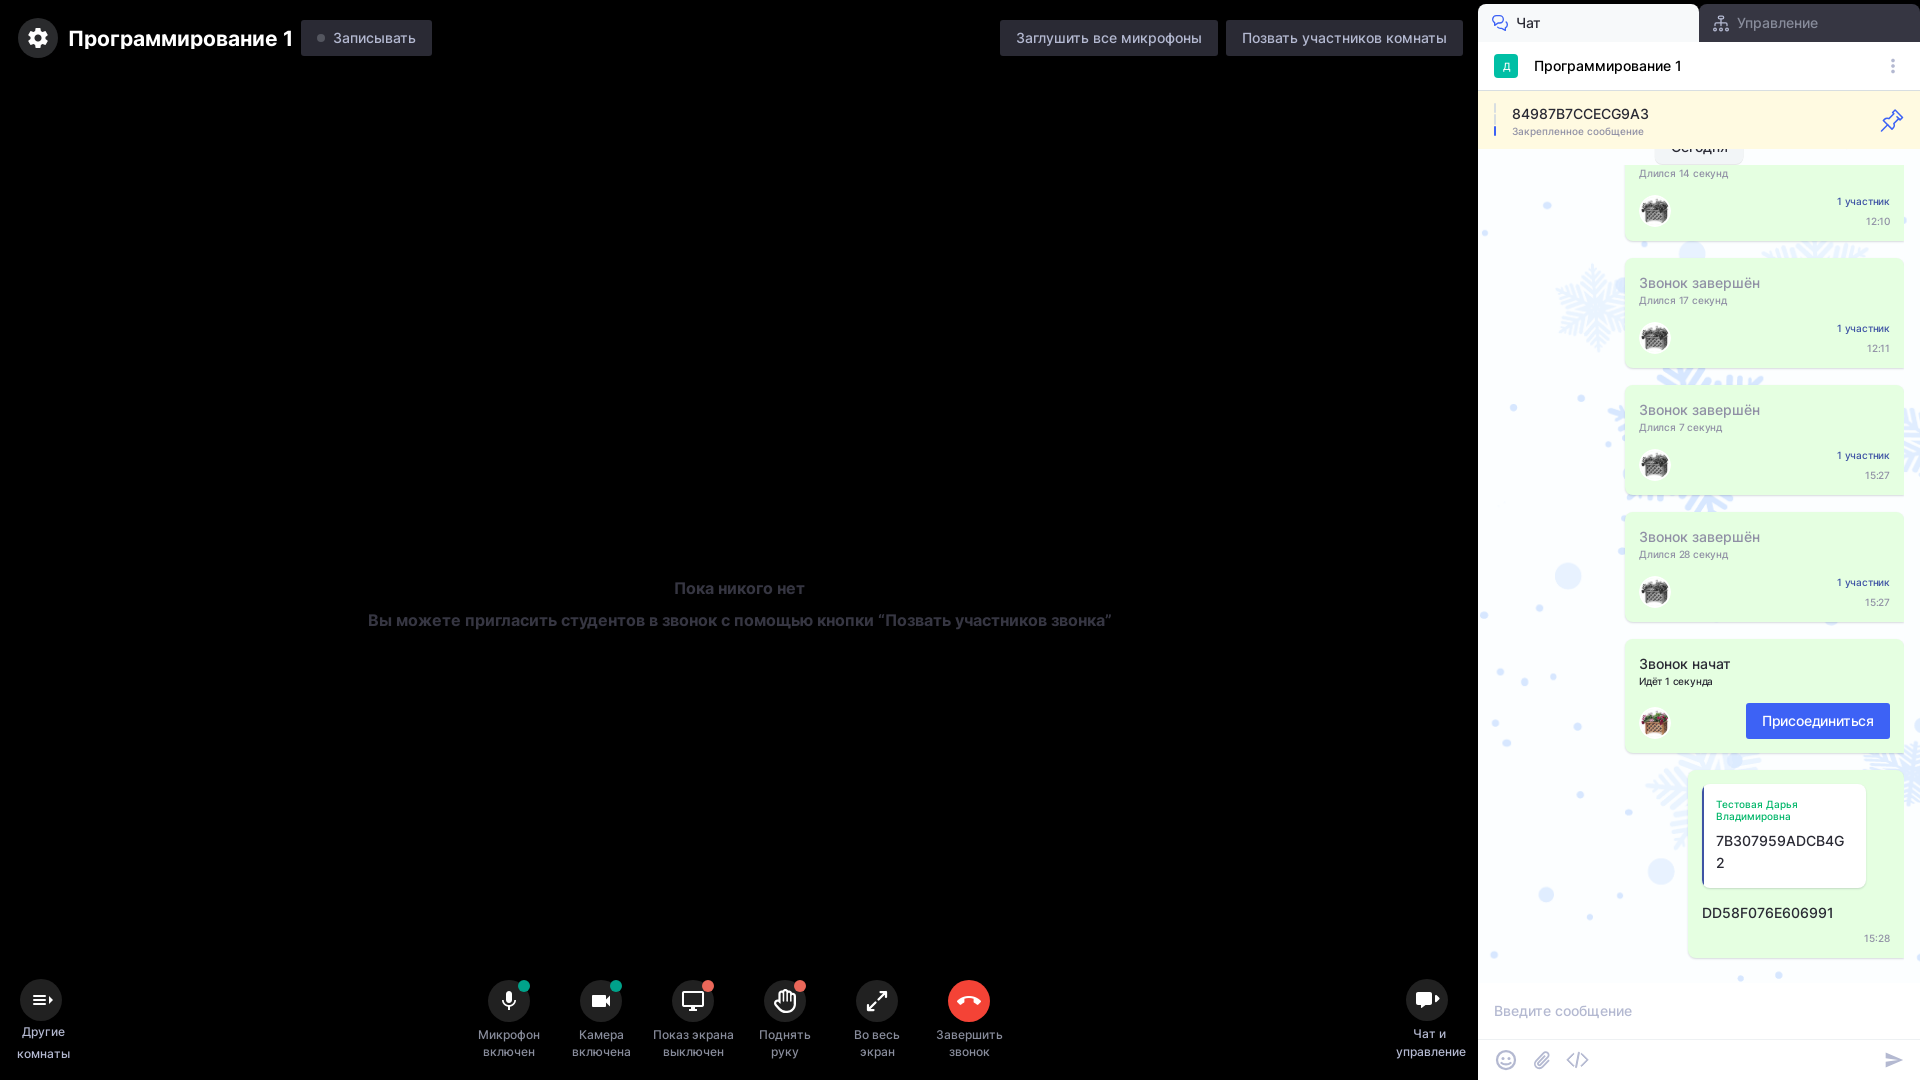 Программирование 1
Записывать
Заглушить все микрофоны
Позвать участников комнаты
Чат
Управление
Д
Программирование 1
84987B7CCECG9A3
Закрепленное сообщение
Сегодня
Длился 14 секунд
1 участник
12:10
Звонок завершён
Длился 17 секунд
1 участник
12:11
Звонок завершён
Длился 7 секунд
1 участник
15:27
Звонок завершён
Длился 28 секунд
1 участник
15:27
Звонок начат
Идёт 1 секунда
Присоединиться
Тестовая Дарья
Владимировна
7B307959ADCB4G
2
DD58F076E606991
15:28
Введите сообщение
Пока никого нет
Вы можете пригласить студентов в звонок с помощью кнопки “Позвать участников звонка”
Другие
комнаты
Микрофон
включен
Камера
включена
Показ экрана
выключен
Поднять
руку
Во весь
экран
Завершить
звонок
Чат и
управление